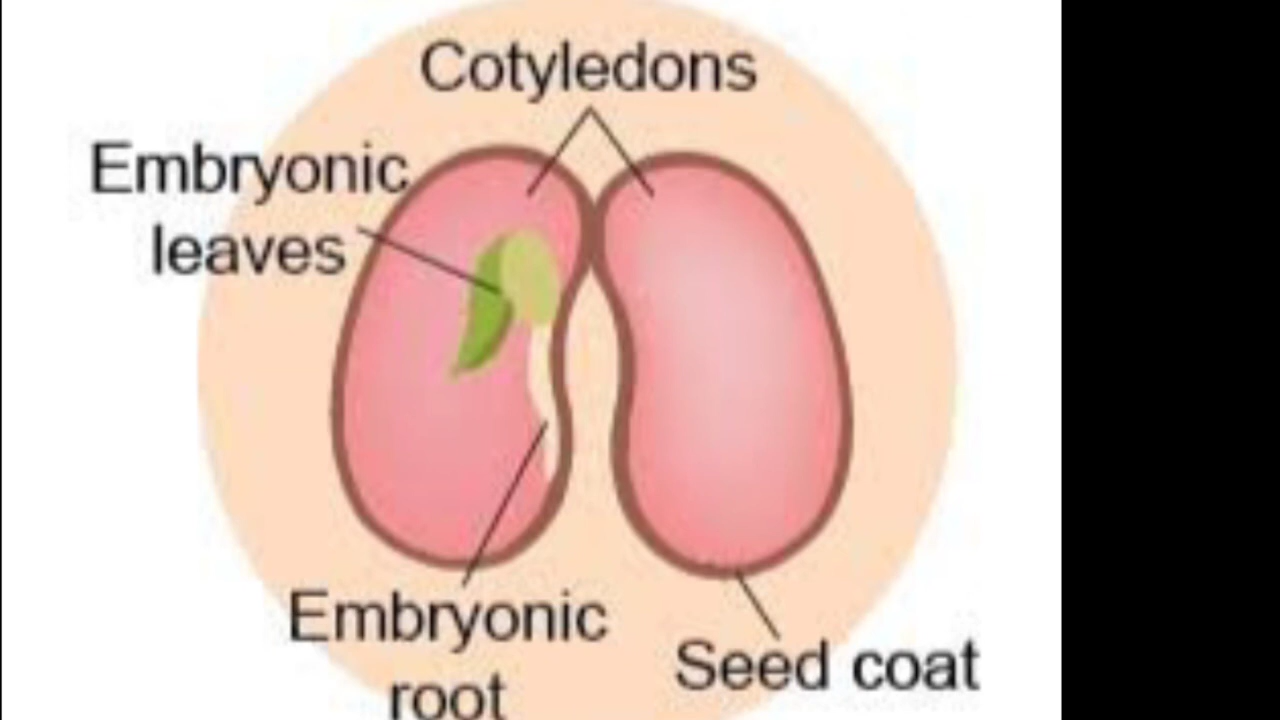 Cotyledons
Embryonic
leaves
Embryonic
root
Seed coat